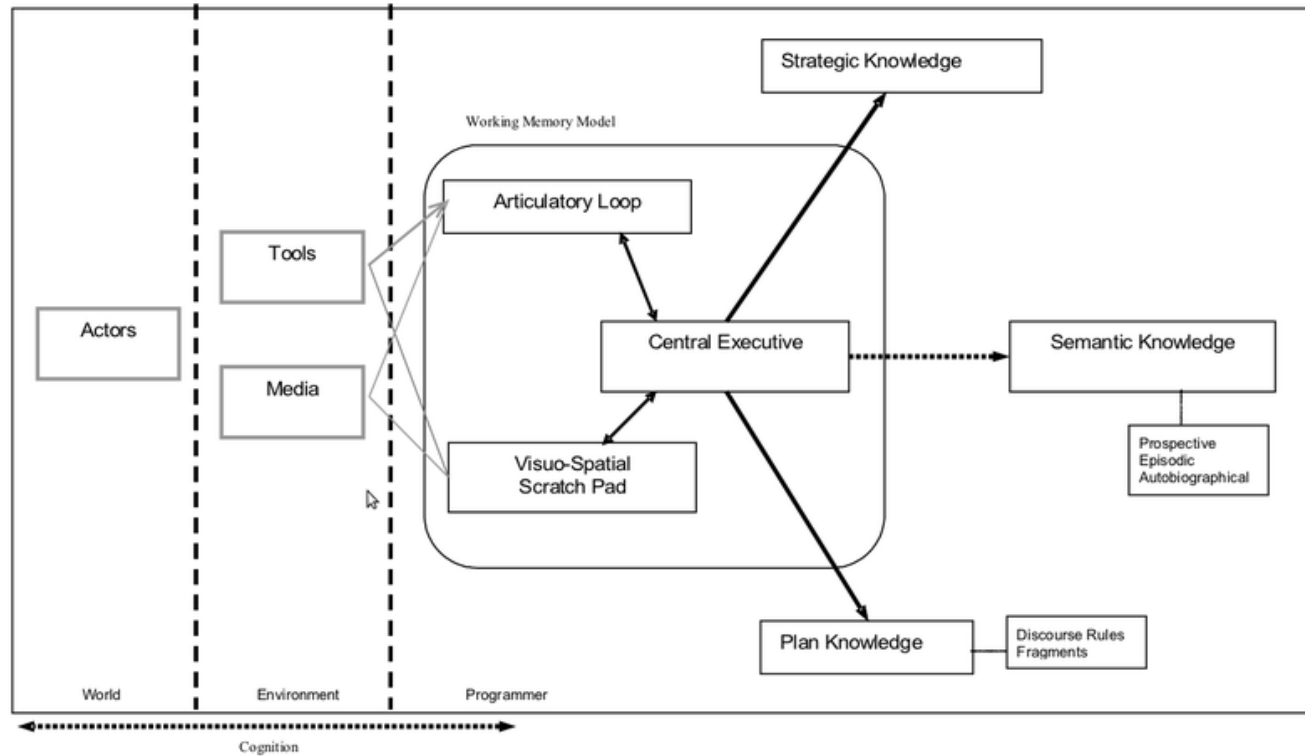 Strategic Knowledge
Working Memory Model
Articulatory Loop
Tools
Actors
Central Executive
Semantic Knowledge
Media
Prospective
Episodic
Autobiographical
Visuo-Spatial
Scratch Pad
Plan Knowledge
Discourse Rules
Fragments
World
Environment
Programmer
Cognition